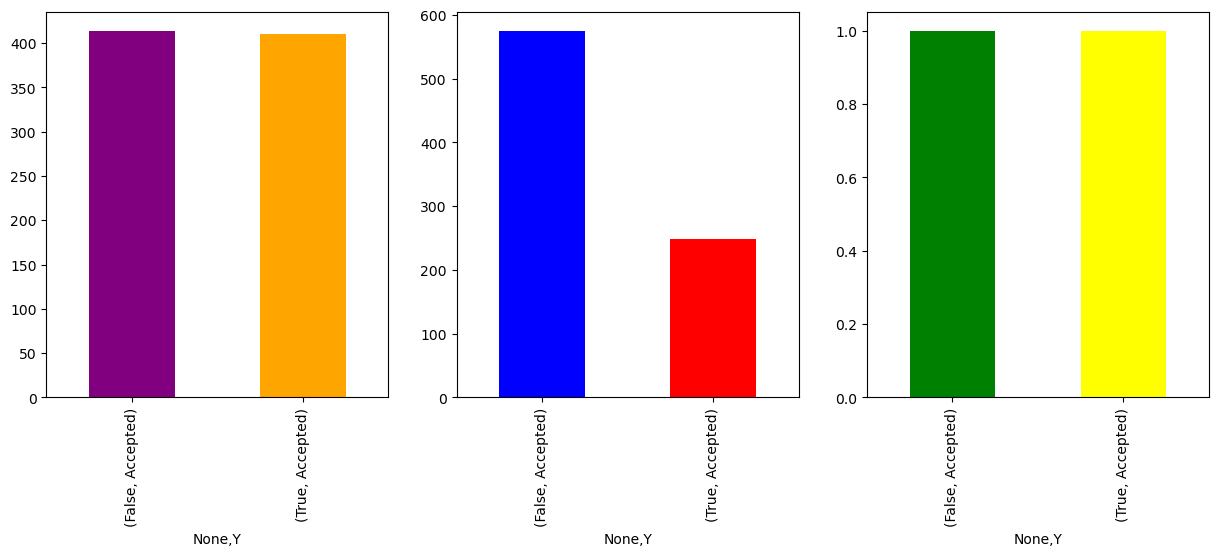 400
350
300
250
200
150
100
50
0
(False, Accepted)
(True, Accepted)
None,Y
600
500
400
300
200
100
0
(False, Accepted)
(True, Accepted)
None,Y
1.0
0.8
0.6
0.4
0.2
0.0
(False, Accepted)
(True, Accepted)
None,Y